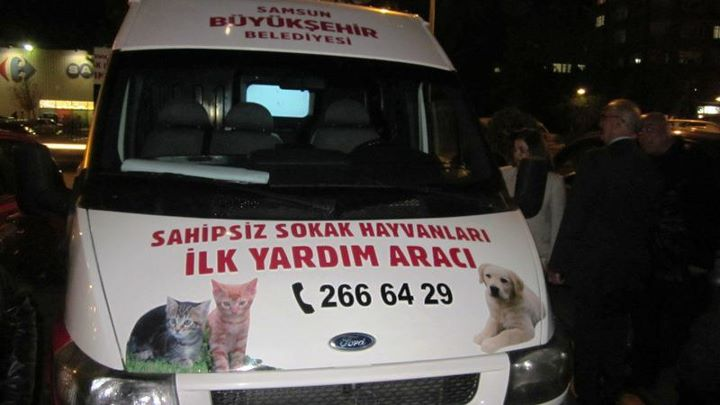 SAMSUN
BÜYÜKŞEHİR
BELEDİYESİ
SAHİPSİZ SOKAK HAYVANLARI
İLK YARDIM ARACI
266 64 29
Ford